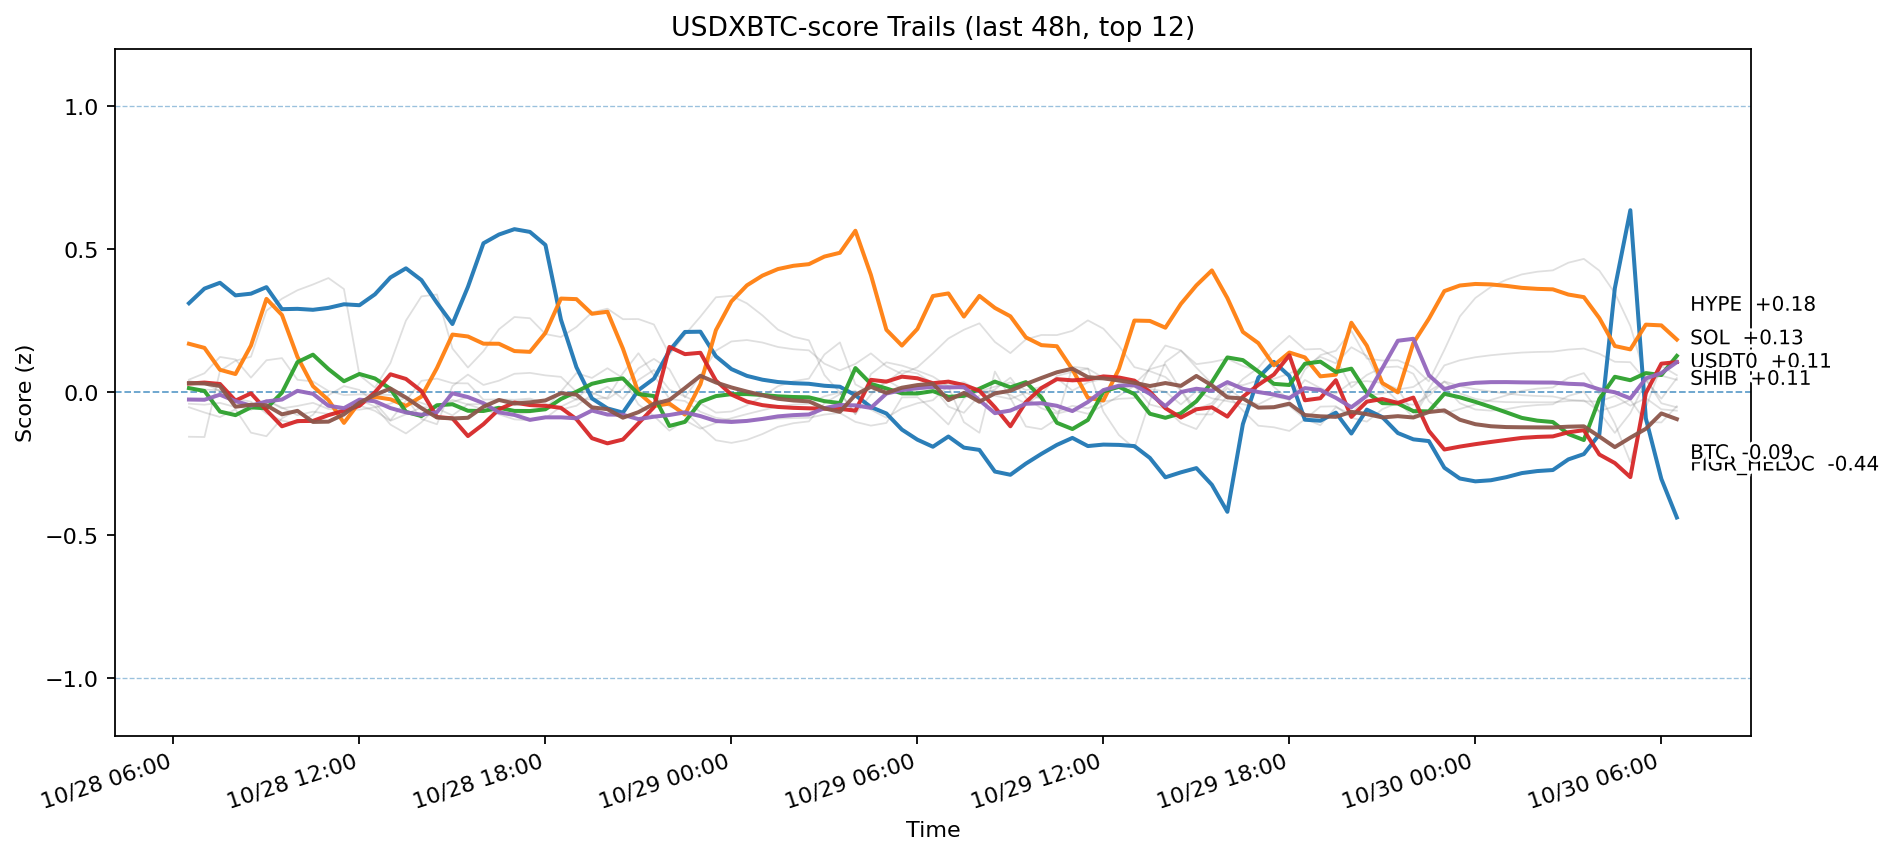 USDXBTC-score Trails (last 48h, top 12)
Score (z)
1.0
0.5
0.0
−0.5
−1.0
HYPE +0.18
SOL +0.13
USDT0 +0.11
SHIB +0.11
BTC -0.09
FIGR_HELOC -0.44
10/28 06:00
10/28 12:00
10/28 18:00
10/29 00:00
10/29 06:00
10/29 12:00
10/29 18:00
10/30 00:00
10/30 06:00
Time